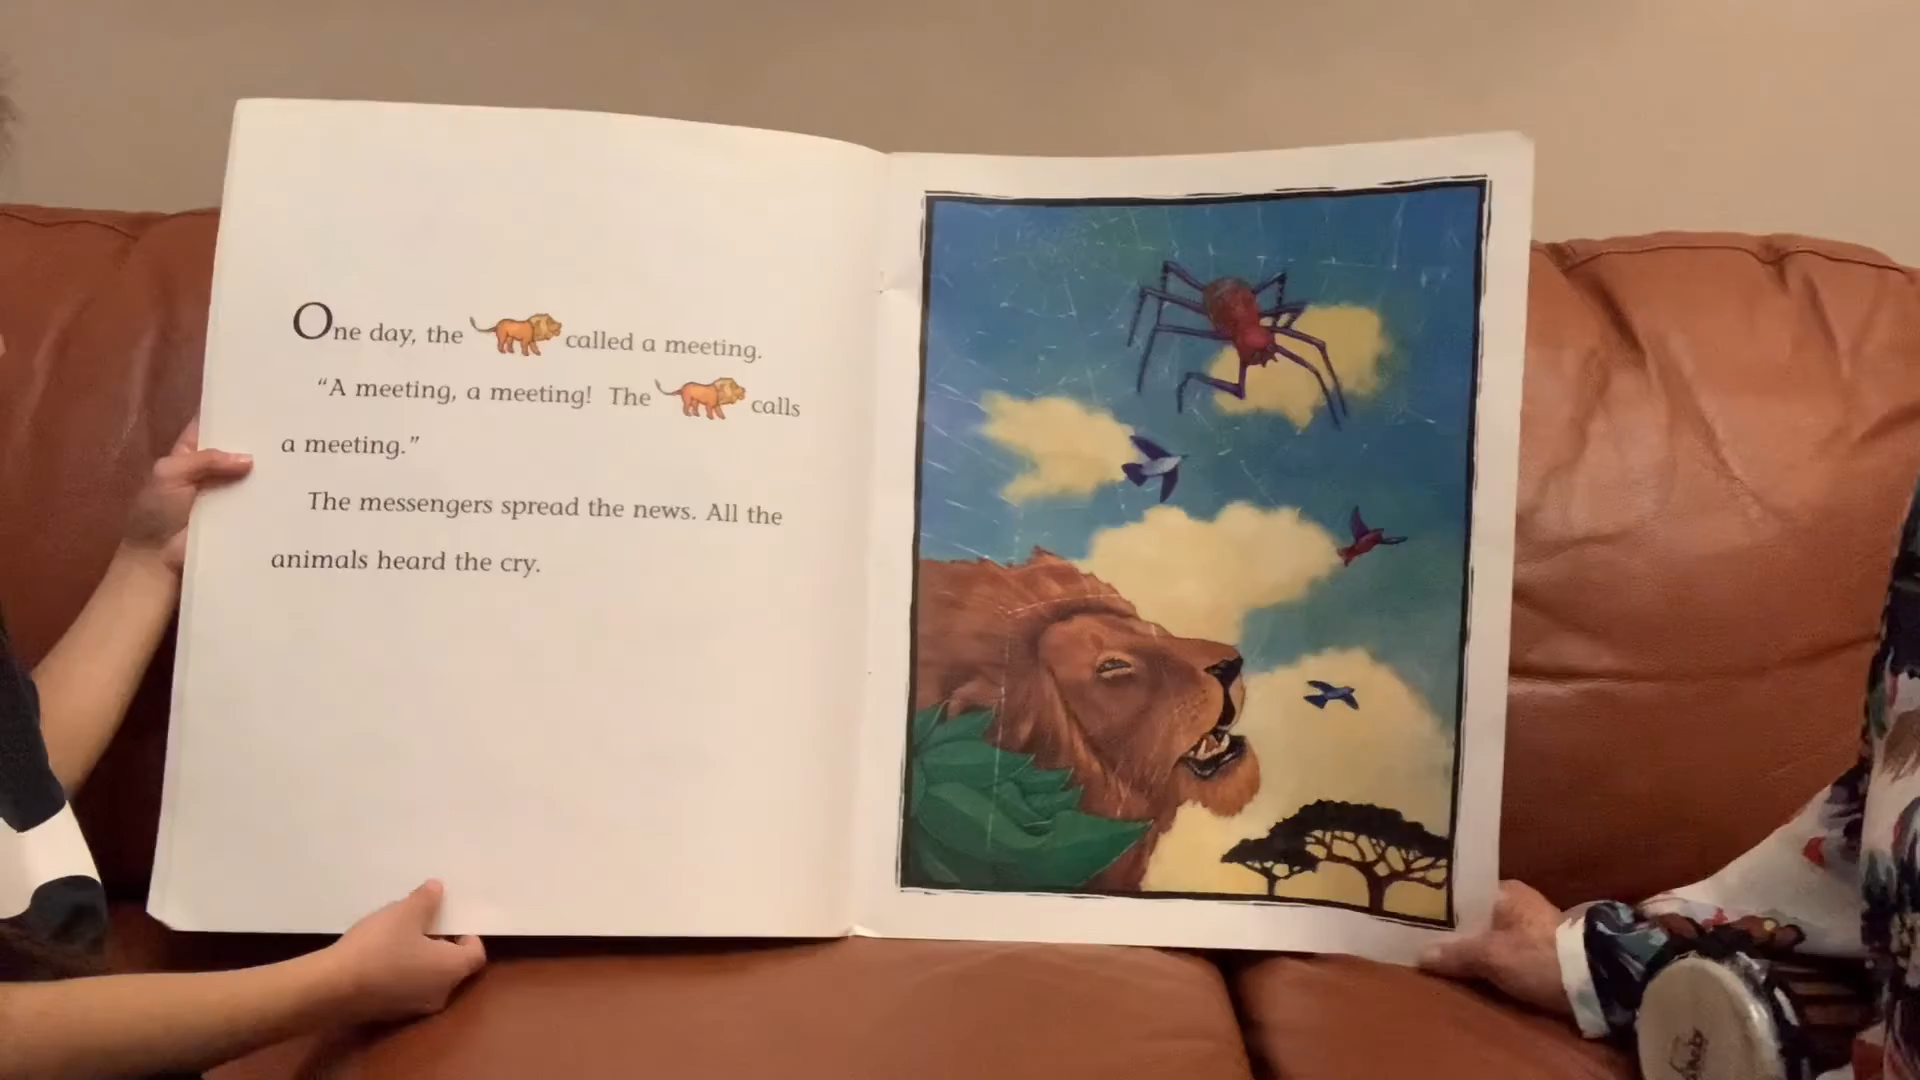 One day, the called a meeting.
“A meeting, a meeting! The calls
a meeting.”
The messengers spread the news. All the
animals heard the cry.